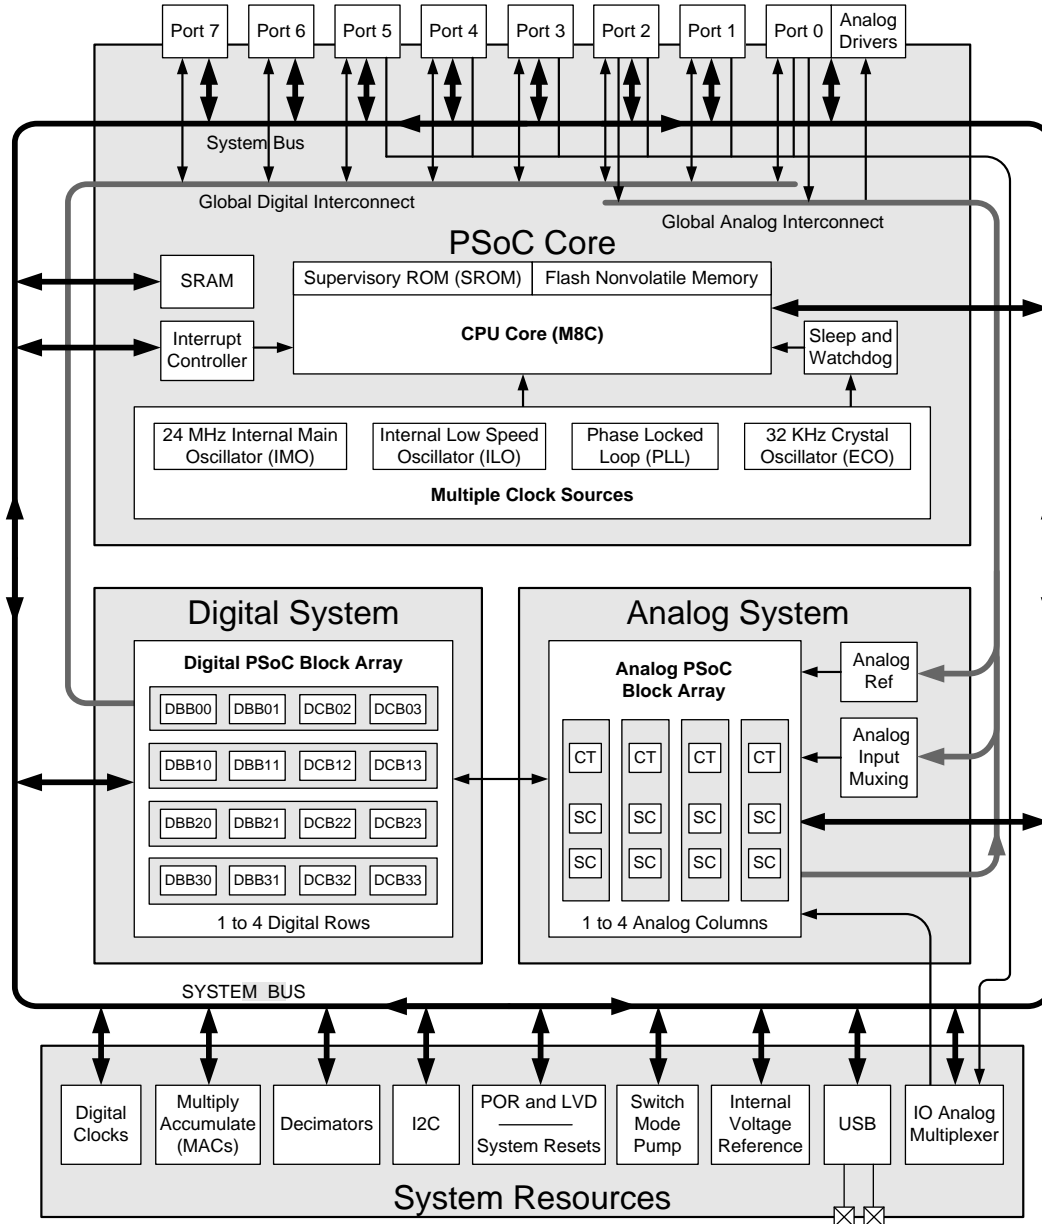 Port 7
Port 6
Port 5
Port 4
Port 3
Port 2
Port 1
Port 0
Analog
Drivers
System Bus
Global Digital Interconnect
Global Analog Interconnect
PSoC Core
SRAM
Supervisory ROM (SROM)
Flash Nonvolatile Memory
CPU Core (M8C)
Interrupt
Controller
Sleep and
Watchdog
24 MHz Internal Main
Oscillator (IMO)
Internal Low Speed
Oscillator (ILO)
Phase Locked
Loop (PLL)
32 KHz Crystal
Oscillator (ECO)
Multiple Clock Sources
Digital System
Digital PSoC Block Array
DBB00 DBB01 DCB02 DCB03
DBB10 DBB11 DCB12 DCB13
DBB20 DBB21 DCB22 DCB23
DBB30 DBB31 DCB32 DCB33
1 to 4 Digital Rows
Analog System
Analog PSoC
Block Array
CT CT CT CT
SC SC SC SC
SC SC SC SC
1 to 4 Analog Columns
Analog
Ref
Analog
Input
Muxing
SYSTEM BUS
Digital
Clocks
Multiply
Accumulate
(MACs)
Decimators
I2C
POR and LVD
System Resets
Switch
Mode
Pump
Internal
Voltage
Reference
USB
IO Analog
Multiplexer
System Resources